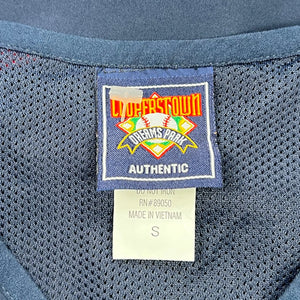 COOPERSTOWN
DREAMS PARK
AUTHENTIC
DO NOT IRON
RN# 89050
MADE IN VIETNAM
S